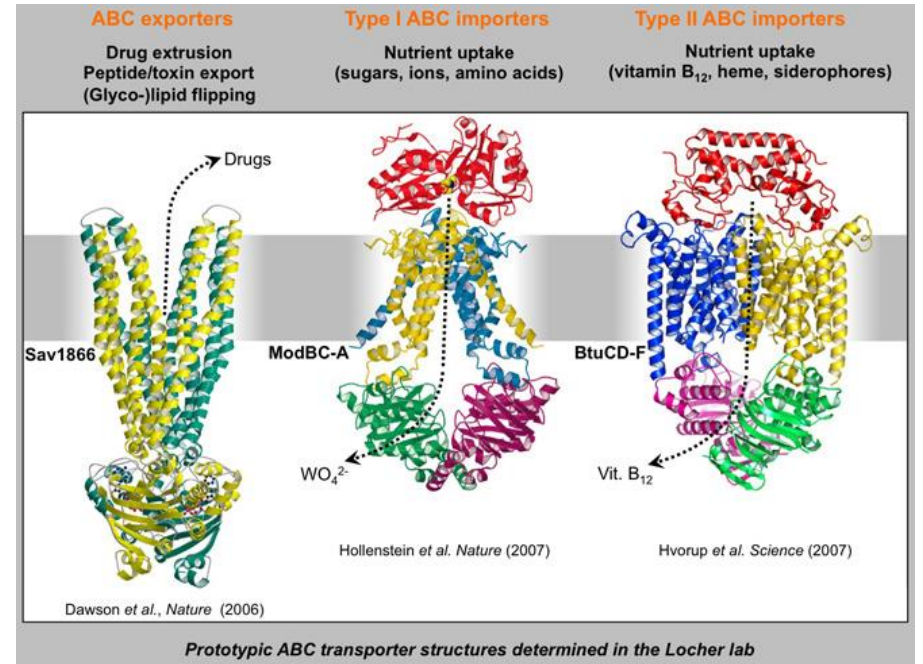 ABC exporters
Drug extrusion
Peptide/toxin export
(Glyco-)lipid flipping
Type I ABC importers
Nutrient uptake
(sugars, ions, amino acids)
Type II ABC importers
Nutrient uptake
(vitamin B₁₂, heme, siderophores)
Drugs
Sav1866
ModBC-A
BtuCD-F
WO₄²⁻
Vit. B₁₂
Dawson et al., Nature (2006)
Hollenstein et al. Nature (2007)
Hvorup et al. Science (2007)
Prototypic ABC transporter structures determined in the Locher lab